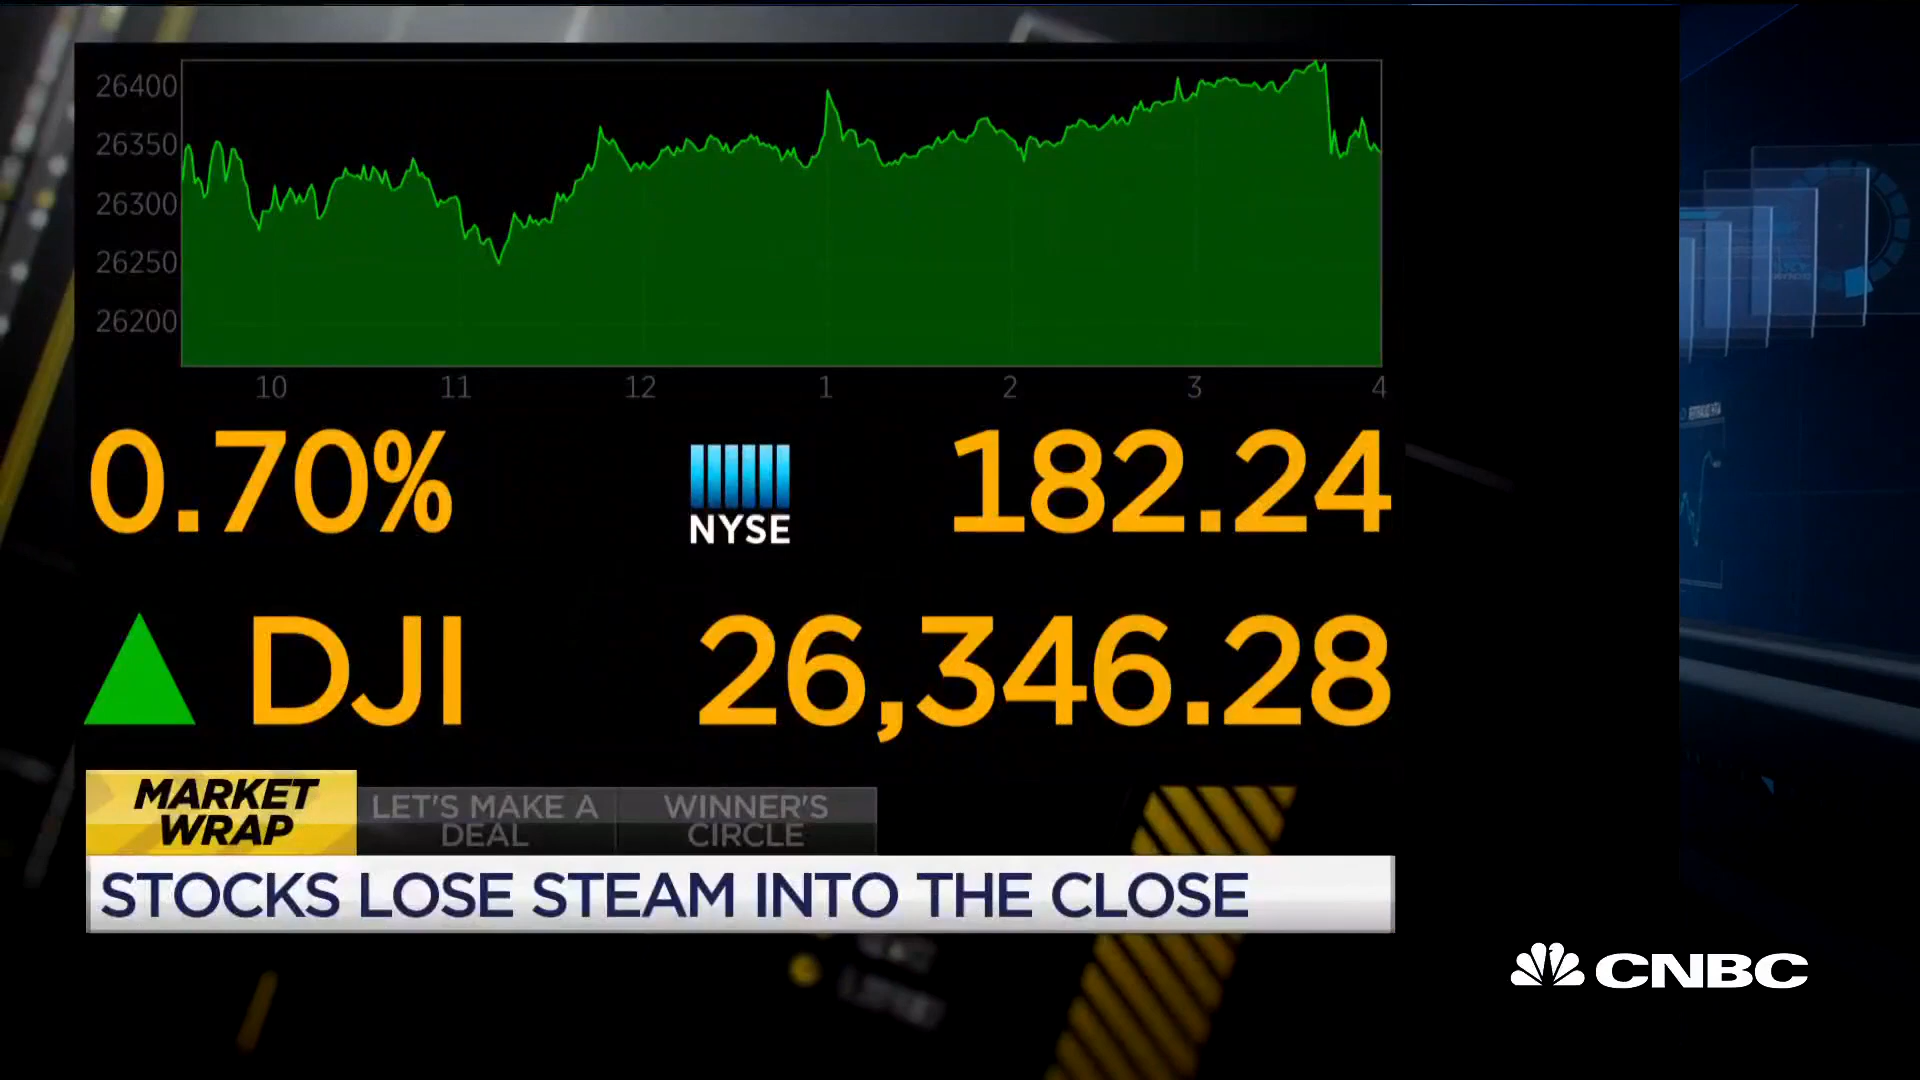 26400
26350
26300
26250
26200
10 11 12 1 2 3 4
0.70% NYSE 182.24
DJI 26,346.28
MARKET
WRAP
LET'S MAKE A
DEAL
WINNER'S
CIRCLE
STOCKS LOSE STEAM INTO THE CLOSE
CNBC